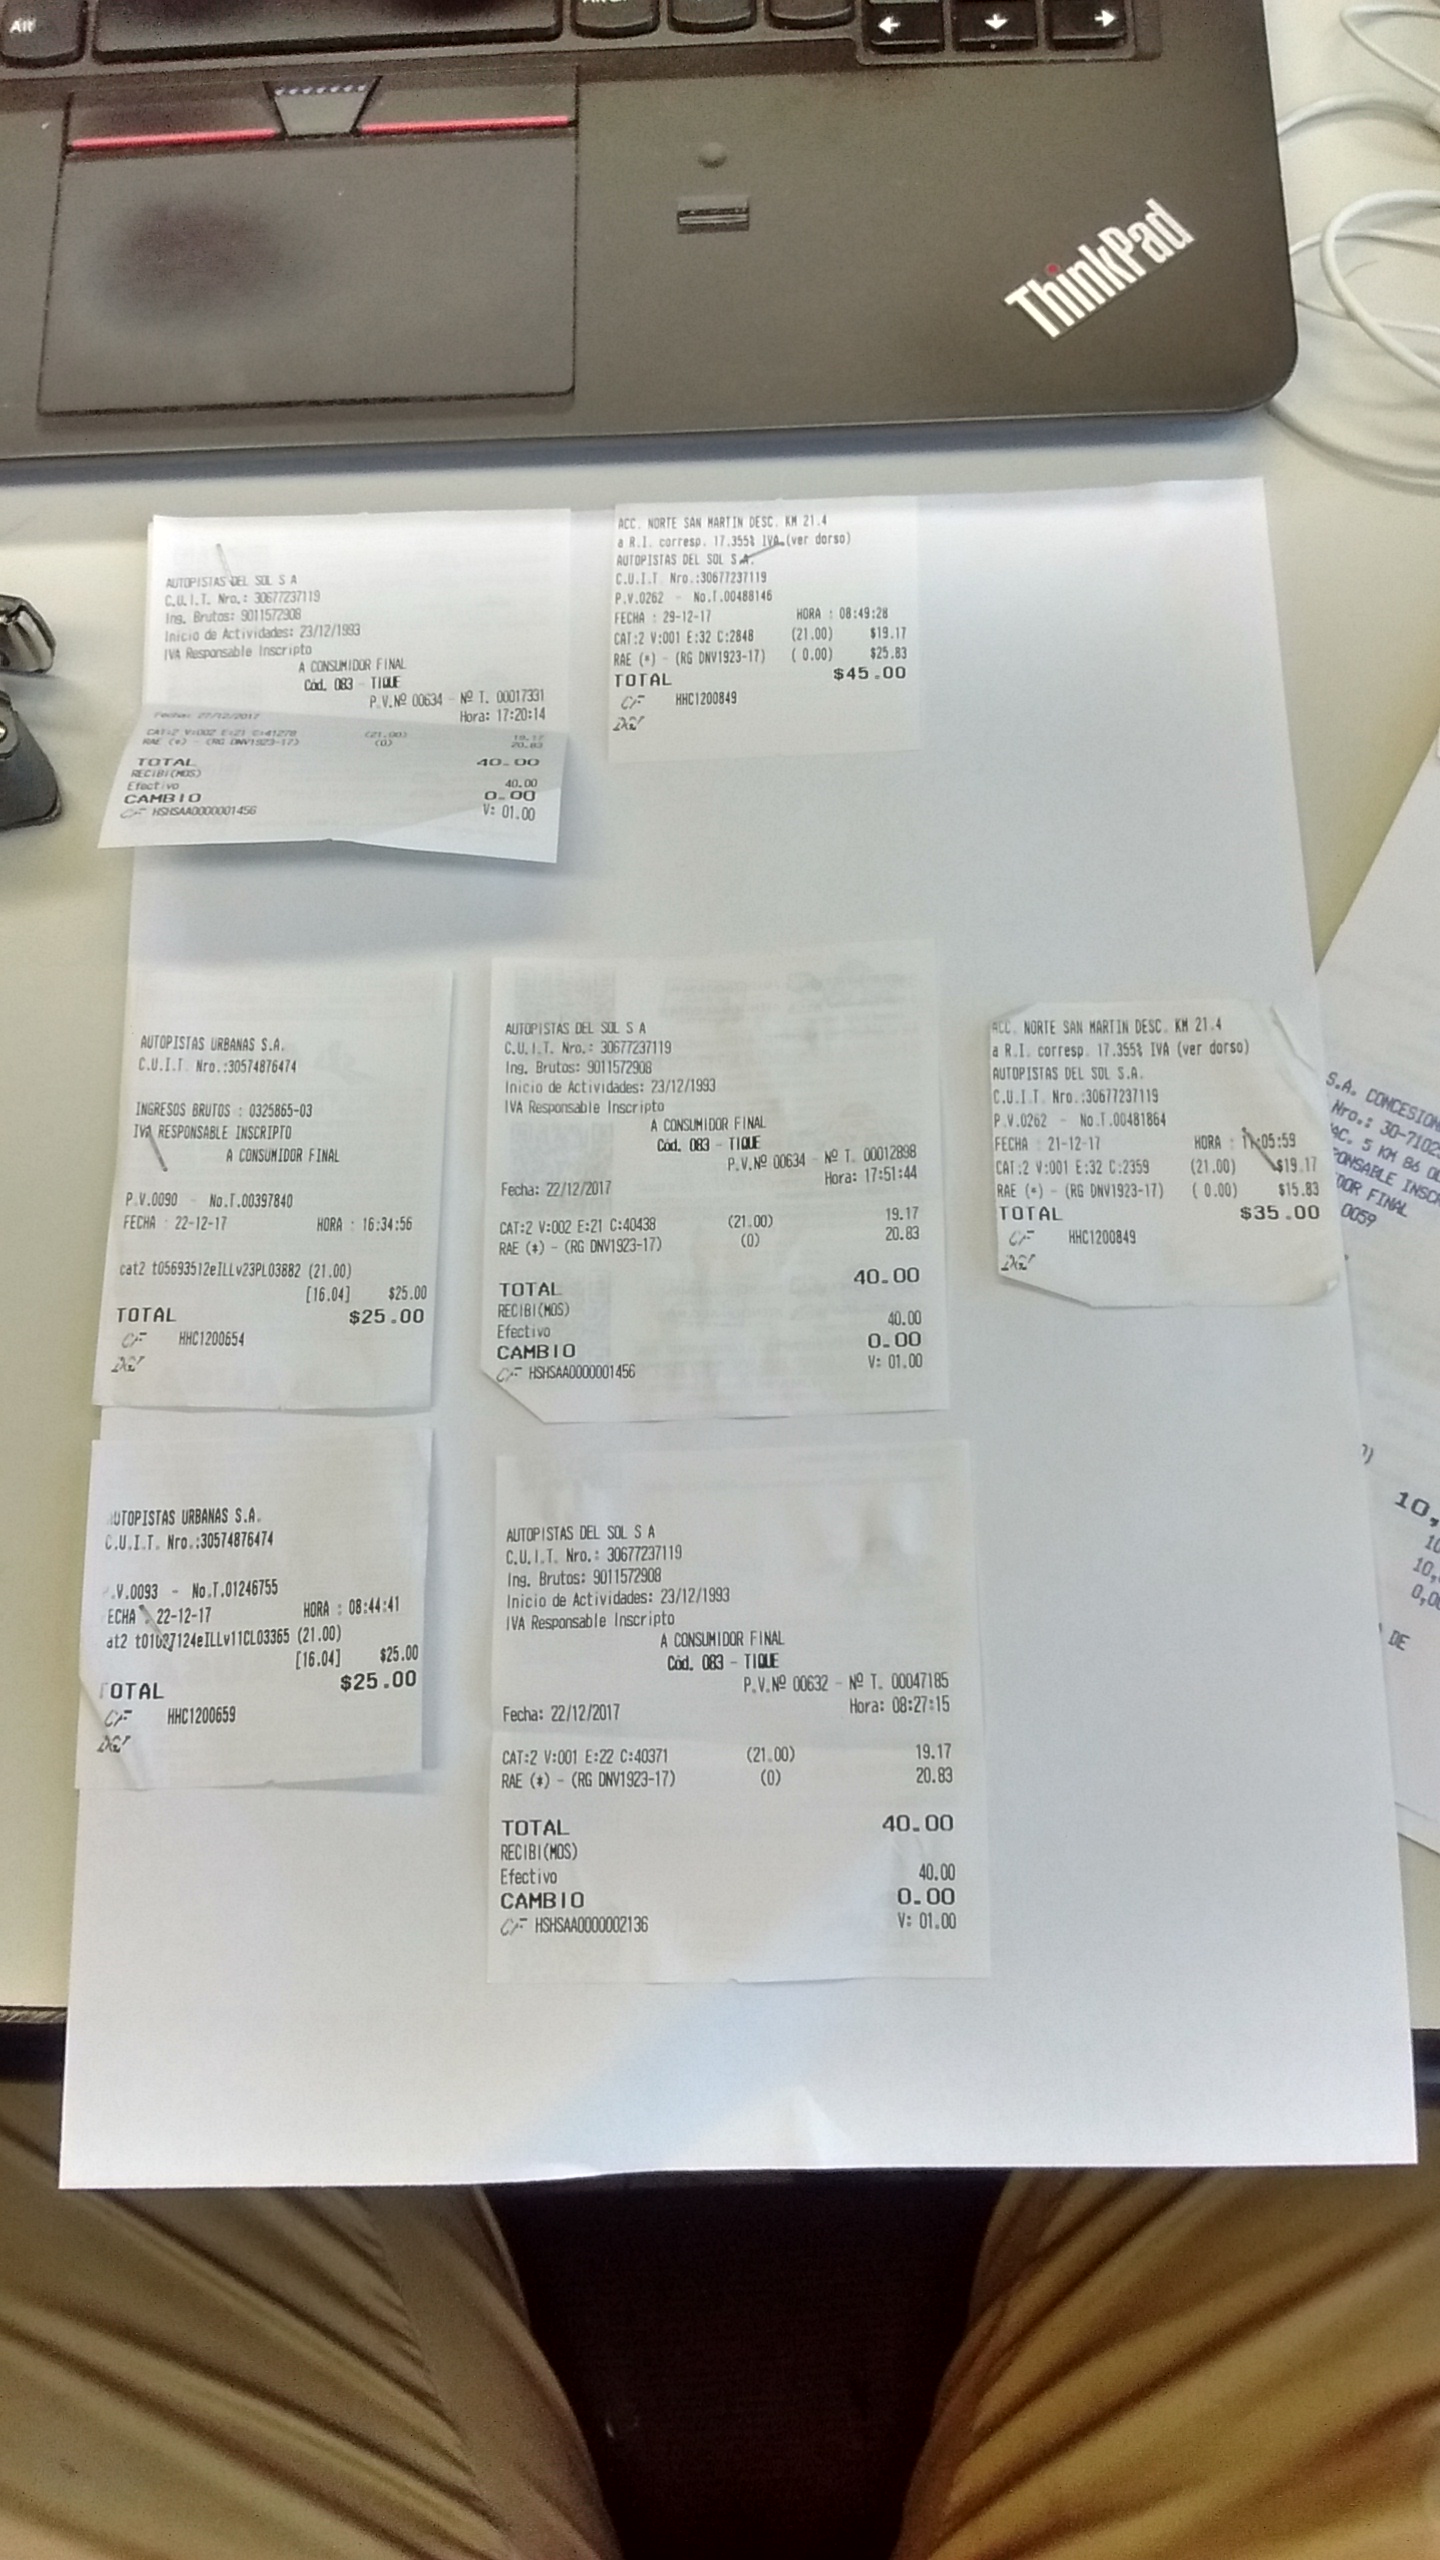 Alt
←
↓
→
ThinkPad
AUTOPISTAS DEL SOL S A
C.U.I.T. Nro.: 30677237119
Ing. Brutos: 9011572908
Inicio de Actividades: 23/12/1993
IVA Responsable Inscripto
A CONSUMIDOR FINAL
Cód. 083 - TIQUE
P.V.Nº 00634 - Nº T. 00017331
Hora: 17:20:14
Fecha: 27/12/2017
CAT:2 V:002 E:21 C:41278 (21.00) 19.17
RAE (*) - (RG DNV1923-17) (0) 20.83
TOTAL 40.00
RECIBI(MOS)
Efectivo 40.00
CAMBIO 0.00
CF HSHSAA0000001456 V: 01.00
ACC. NORTE SAN MARTIN DESC. KM 21.4
a R.I. corresp. 17.355% IVA (ver dorso)
AUTOPISTAS DEL SOL S.A.
C.U.I.T. Nro.:30677237119
P.V.0262 - No.T.00488146
FECHA : 29-12-17 HORA : 08:49:28
CAT:2 V:001 E:32 C:2848 (21.00) $19.17
RAE (*) - (RG DNV1923-17) ( 0.00) $25.83
TOTAL $45.00
CF HHC1200849
DGI
AUTOPISTAS URBANAS S.A.
C.U.I.T. Nro.:30574876474
INGRESOS BRUTOS : 0325865-03
IVA RESPONSABLE INSCRIPTO
A CONSUMIDOR FINAL
P.V.0090 - No.T.00397840
FECHA : 22-12-17 HORA : 16:34:56
cat2 t05693512eILLv23PL03882 (21.00)
[16.04] $25.00
TOTAL $25.00
CF HHC1200654
DGI
AUTOPISTAS DEL SOL S A
C.U.I.T. Nro.: 30677237119
Ing. Brutos: 9011572908
Inicio de Actividades: 23/12/1993
IVA Responsable Inscripto
A CONSUMIDOR FINAL
Cód. 083 - TIQUE
P.V.Nº 00634 - Nº T. 00012898
Hora: 17:51:44
Fecha: 22/12/2017
CAT:2 V:002 E:21 C:40438 (21.00) 19.17
RAE (*) - (RG DNV1923-17) (0) 20.83
TOTAL 40.00
RECIBI(MOS)
Efectivo 40.00
CAMBIO 0.00
CF HSHSAA0000001456 V: 01.00
ACC. NORTE SAN MARTIN DESC. KM 21.4
a R.I. corresp. 17.355% IVA (ver dorso)
AUTOPISTAS DEL SOL S.A.
C.U.I.T. Nro.:30677237119
P.V.0262 - No.T.00481864
FECHA : 21-12-17 HORA : 05:59
CAT:2 V:001 E:32 C:2359 (21.00) $19.17
RAE (*) - (RG DNV1923-17) ( 0.00) $15.83
TOTAL $35.00
CF HHC1200849
DGI
S.A. CONCESION
Nro.: 30-7102
AC. 5 KM 86
PONSABLE INSC
DOR FINAL
0059
10,
10
10,
0,0
DE
UTOPISTAS URBANAS S.A.
C.U.I.T. Nro.:30574876474
.V.0093 - No.T.01246755
ECHA : 22-12-17 HORA : 08:44:41
at2 t01027124eILLv11CL03365 (21.00)
[16.04] $25.00
TOTAL $25.00
CF HHC1200659
DGI
AUTOPISTAS DEL SOL S A
C.U.I.T. Nro.: 30677237119
Ing. Brutos: 9011572908
Inicio de Actividades: 23/12/1993
IVA Responsable Inscripto
A CONSUMIDOR FINAL
Cód. 083 - TIQUE
P.V.Nº 00632 - Nº T. 00047185
Hora: 08:27:15
Fecha: 22/12/2017
CAT:2 V:001 E:22 C:40371 (21.00) 19.17
RAE (*) - (RG DNV1923-17) (0) 20.83
TOTAL 40.00
RECIBI(MOS)
Efectivo 40.00
CAMBIO 0.00
CF HSHSAA0000002136 V: 01.00